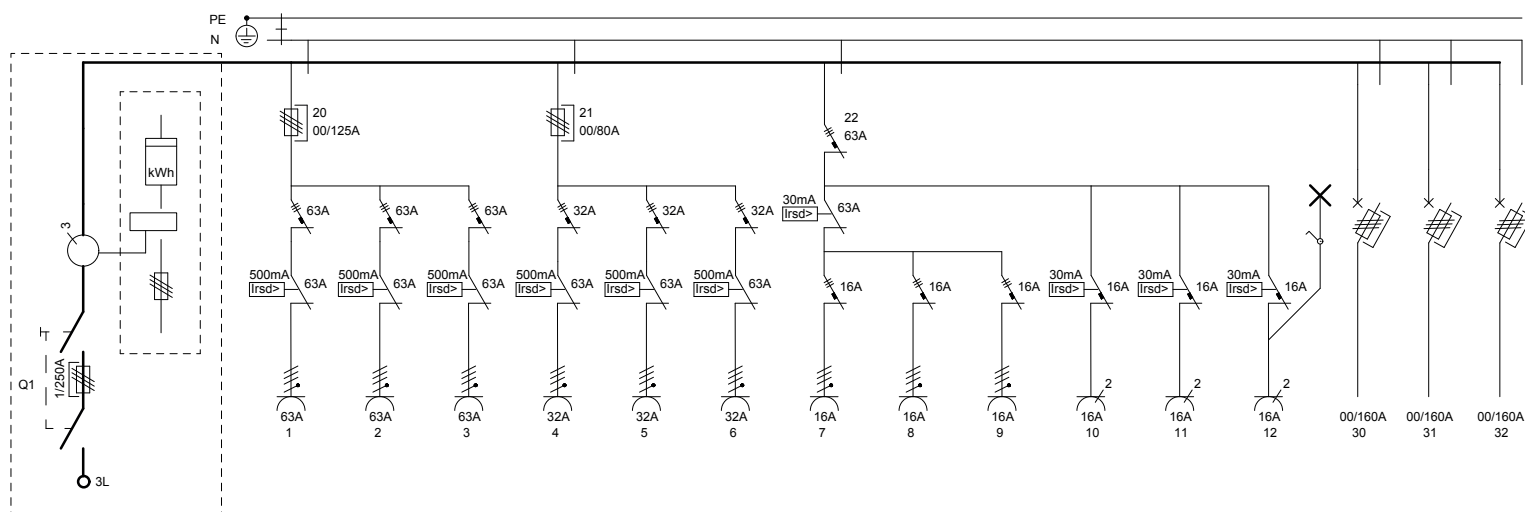 PE
N
20
00/125A
21
00/80A
22
63A
kWh
3
63A 63A 63A 32A 32A 32A 30mA 63A
Irsd>
500mA 63A 500mA 63A 500mA 63A 500mA 63A 500mA 63A 500mA 63A 16A 16A 16A 30mA 16A 30mA 16A 30mA 16A
Irsd> Irsd> Irsd> Irsd> Irsd> Irsd> Irsd> Irsd> Irsd>
Q1
1/250A
2 2 2
63A 63A 63A 32A 32A 32A 16A 16A 16A 16A 16A 16A 00/160A 00/160A 00/160A
1 2 3 4 5 6 7 8 9 10 11 12 30 31 32
3L